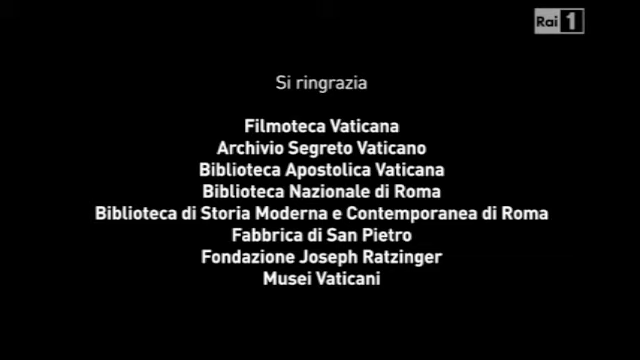 Rai 1
Si ringrazia
Filmoteca Vaticana
Archivio Segreto Vaticano
Biblioteca Apostolica Vaticana
Biblioteca Nazionale di Roma
Biblioteca di Storia Moderna e Contemporanea di Roma
Fabbrica di San Pietro
Fondazione Joseph Ratzinger
Musei Vaticani